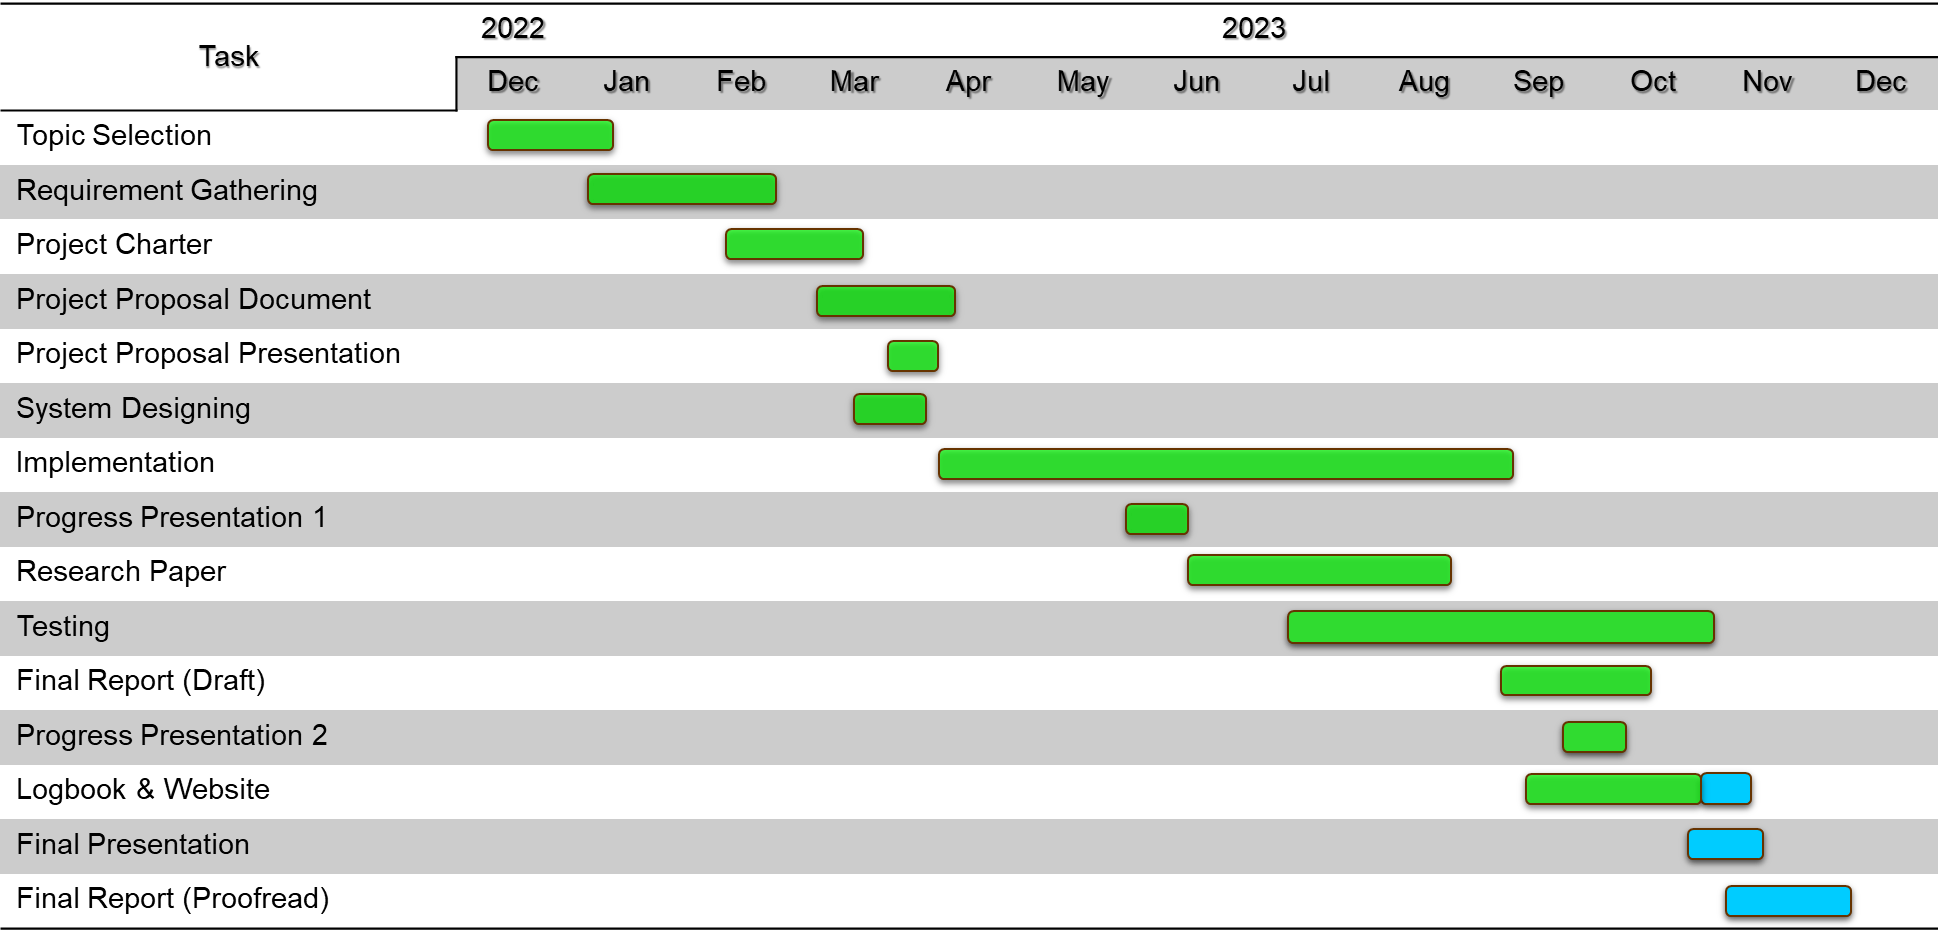 2022 2023
Task
Dec Jan Feb Mar Apr May Jun Jul Aug Sep Oct Nov Dec
Topic Selection
Requirement Gathering
Project Charter
Project Proposal Document
Project Proposal Presentation
System Designing
Implementation
Progress Presentation 1
Research Paper
Testing
Final Report (Draft)
Progress Presentation 2
Logbook & Website
Final Presentation
Final Report (Proofread)